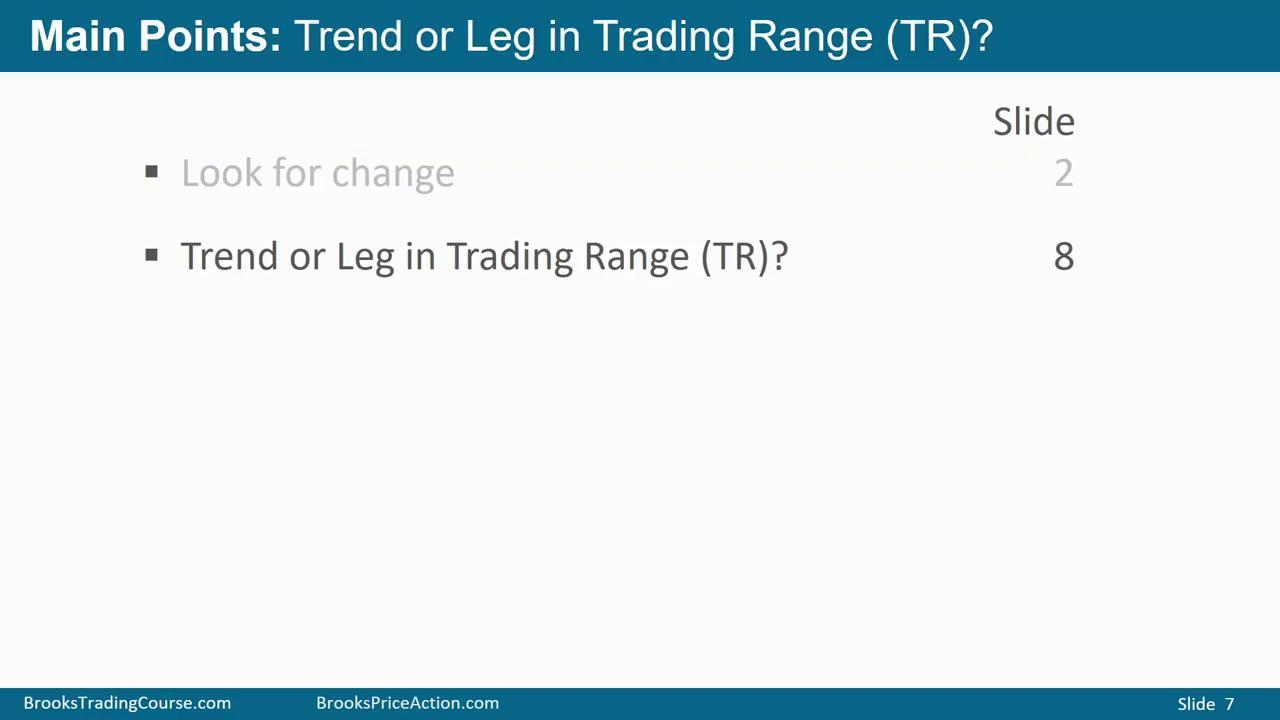 Main Points: Trend or Leg in Trading Range (TR)?
Slide
▪ Look for change 2
▪ Trend or Leg in Trading Range (TR)? 8
BrooksTradingCourse.com BrooksPriceAction.com Slide 7